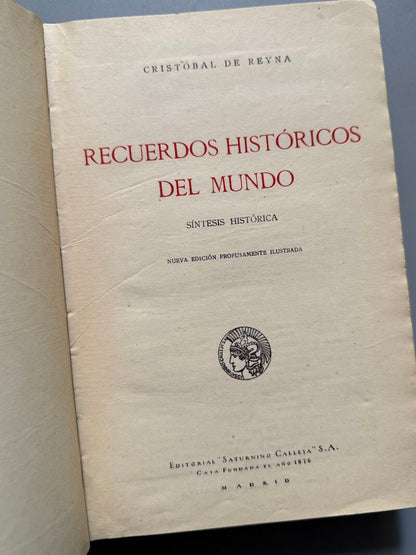 CRISTÓBAL DE REYNA
RECUERDOS HISTÓRICOS
DEL MUNDO
SÍNTESIS HISTÓRICA
NUEVA EDICIÓN PROFUSAMENTE ILUSTRADA
EDITORIAL "SATURNINO CALLEJA" S.A.
CASA FUNDADA EL AÑO 1876
MADRID